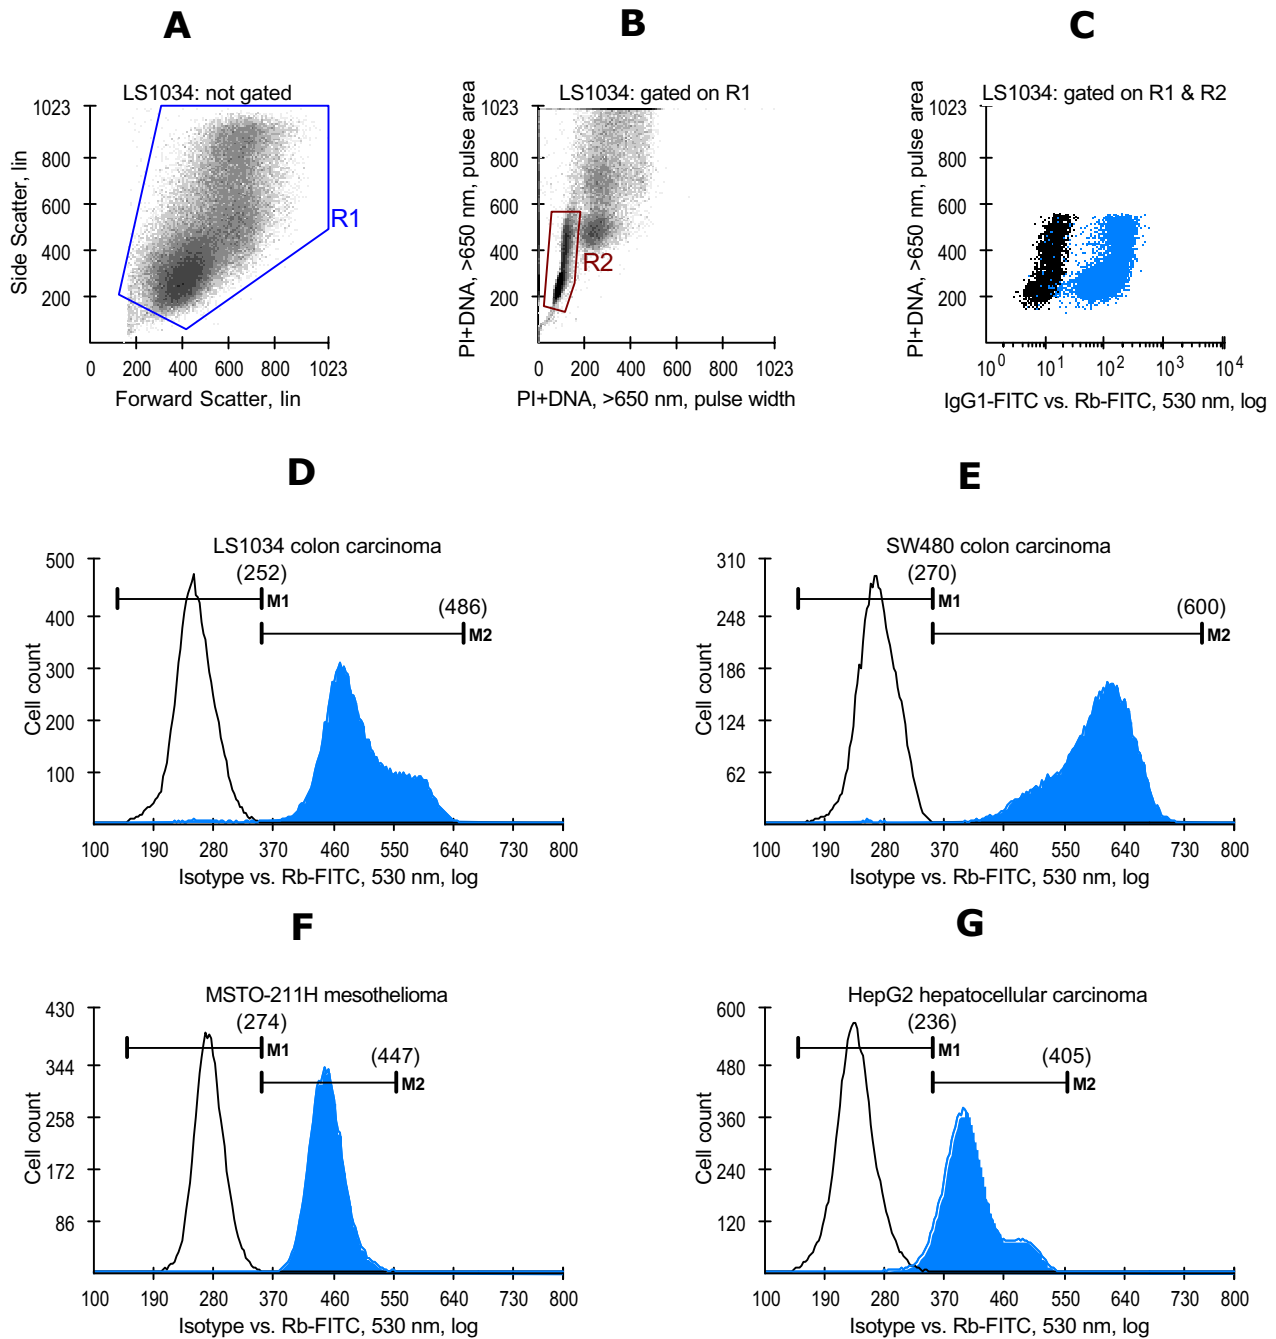 A
LS1034: not gated
Side Scatter, lin
1023
800
600
400
200
R1
0 200 400 600 800 1023
Forward Scatter, lin
B
LS1034: gated on R1
PI+DNA, >650 nm, pulse area
1023
800
600
400
200
R2
0 200 400 600 800 1023
PI+DNA, >650 nm, pulse width
C
LS1034: gated on R1 & R2
PI+DNA, >650 nm, pulse area
1023
800
600
400
200
10^0 10^1 10^2 10^3 10^4
IgG1-FITC vs. Rb-FITC, 530 nm, log
D
LS1034 colon carcinoma
Cell count
500
400
300
200
100
(252)
M1
(486)
M2
100 190 280 370 460 550 640 730 800
Isotype vs. Rb-FITC, 530 nm, log
E
SW480 colon carcinoma
Cell count
310
248
186
124
62
(270)
M1
(600)
M2
100 190 280 370 460 550 640 730 800
Isotype vs. Rb-FITC, 530 nm, log
F
MSTO-211H mesothelioma
Cell count
430
344
258
172
86
(274)
M1
(447)
M2
100 190 280 370 460 550 640 730 800
Isotype vs. Rb-FITC, 530 nm, log
G
HepG2 hepatocellular carcinoma
Cell count
600
480
360
240
120
(236)
M1
(405)
M2
100 190 280 370 460 550 640 730 800
Isotype vs. Rb-FITC, 530 nm, log